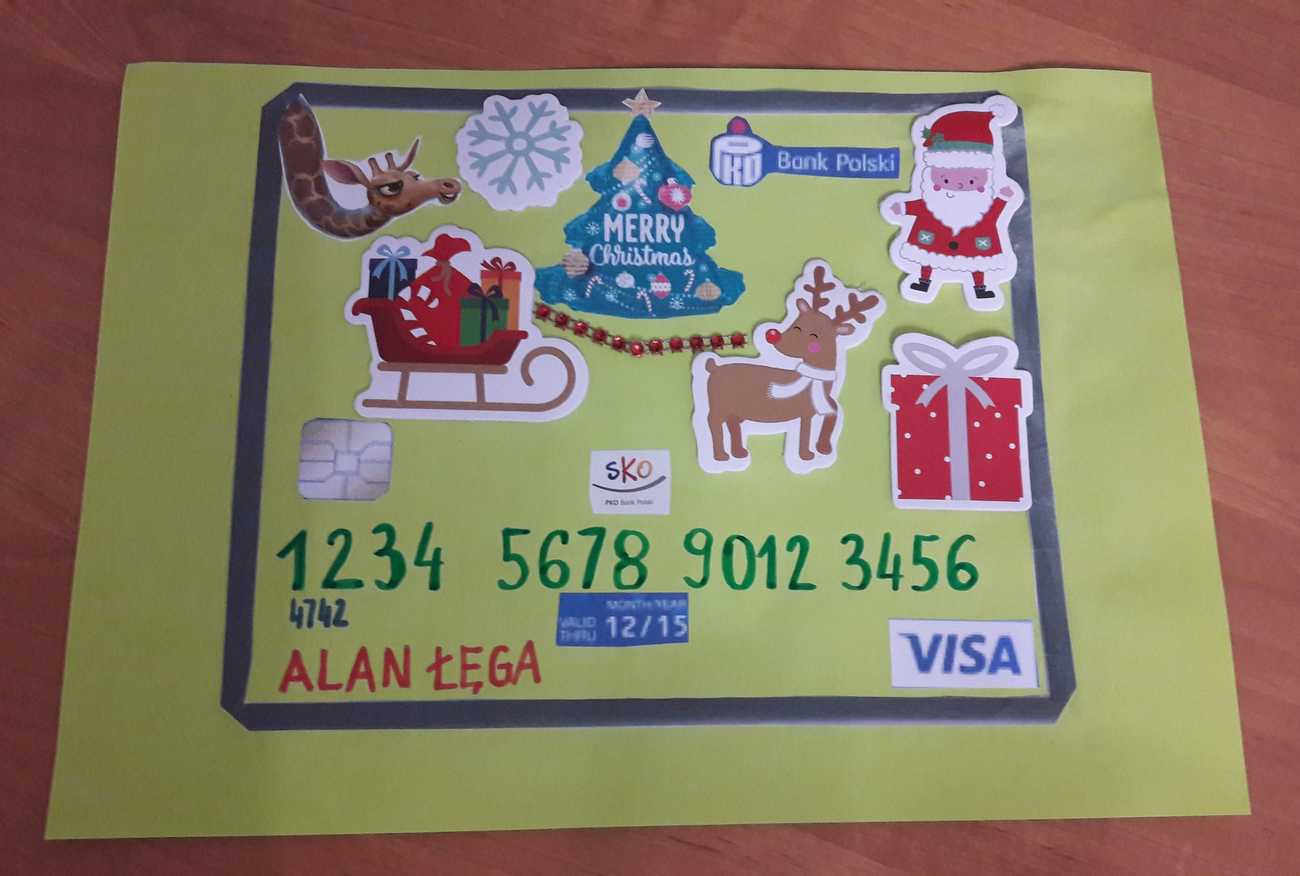 PKO Bank Polski
MERRY
Christmas
SKO
PKO Bank Polski
1234 5678 9012 3456
4742
MONTH/YEAR
VALID THRU 12/15
ALAN ŁĘGA
VISA